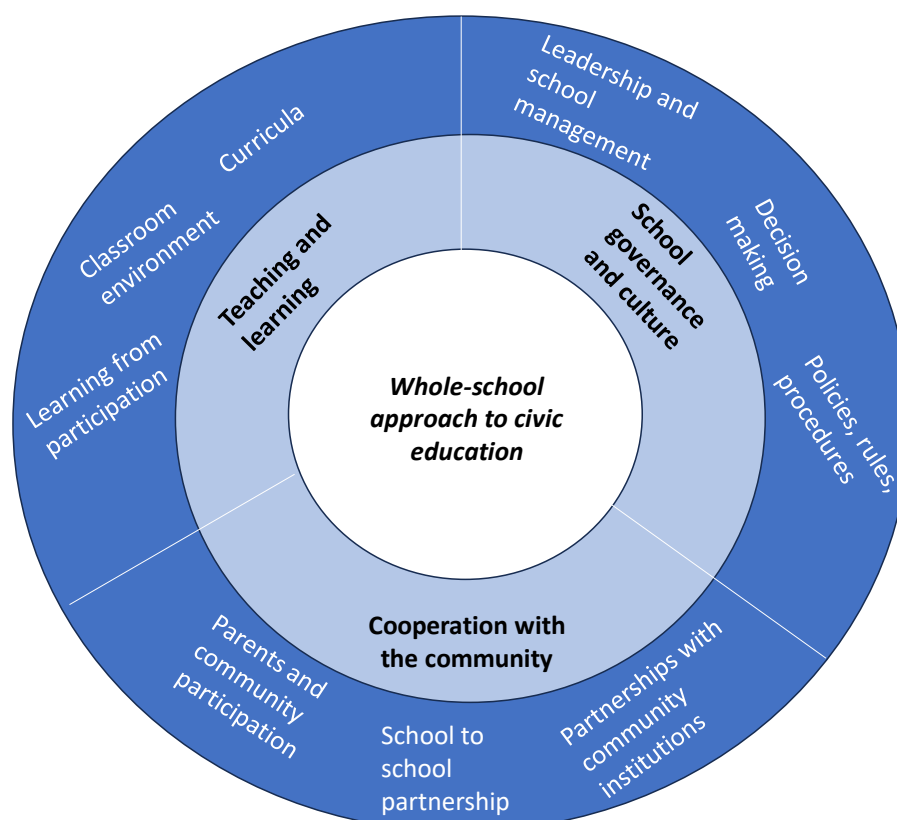 Leadership and
school
management
Decision
making
Policies, rules,
procedures
School
governance
and culture
Curricula
Classroom
environment
Learning from
participation
Teaching and
learning
Whole-school
approach to civic
education
Cooperation with
the community
Parents and
community
participation
School to
school
partnership
Partnerships with
community
institutions